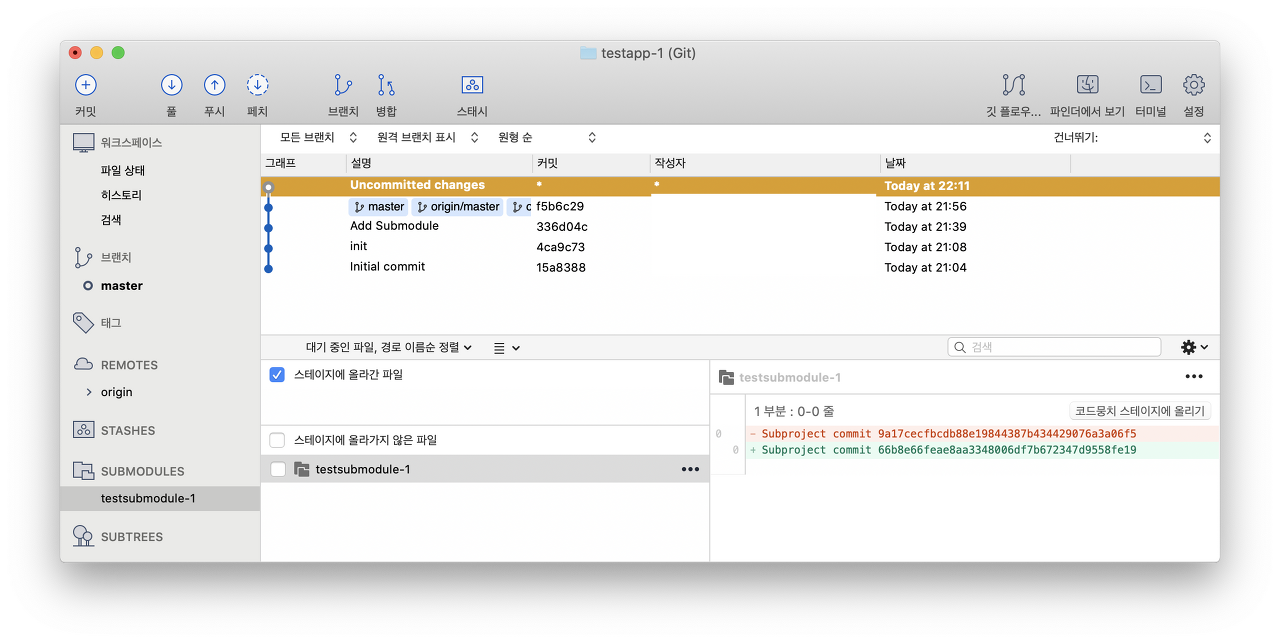 testapp-1 (Git)
커밋 풀 푸시 페치 브랜치 병합 스태시 깃 플로우... 파인더에서 보기 터미널 설정
워크스페이스
파일 상태
히스토리
검색
브랜치
master
태그
REMOTES
origin
STASHES
SUBMODULES
testsubmodule-1
SUBTREES
모든 브랜치 원격 브랜치 표시 원형 순 건너뛰기:
그래프 설명 커밋 작성자 날짜
Uncommitted changes * * Today at 22:11
master origin/master o f5b6c29 Today at 21:56
Add Submodule 336d04c Today at 21:39
init 4ca9c73 Today at 21:08
Initial commit 15a8388 Today at 21:04
대기 중인 파일, 경로 이름순 정렬 검색
스테이지에 올라간 파일
스테이지에 올라가지 않은 파일
testsubmodule-1 •••
testsubmodule-1 •••
1 부분 : 0-0 줄 코드뭉치 스테이지에 올리기
0 - Subproject commit 9a17cecfbcdb88e19844387b434429076a3a06f5
0 + Subproject commit 66b8e66feae8aa3348006df7b672347d9558fe19